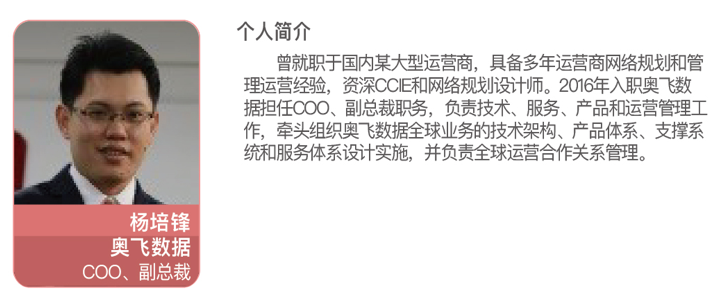 个人简介
曾就职于国内某大型运营商，具备多年运营商网络规划和管
理运营经验，资深CCIE和网络规划设计师。2016年入职奥飞数
据担任COO、副总裁职务，负责技术、服务、产品和运营管理工
作，牵头组织奥飞数据全球业务的技术架构、产品体系、支撑系
统和服务体系设计实施，并负责全球运营合作关系管理。
杨培锋
奥飞数据
COO、副总裁